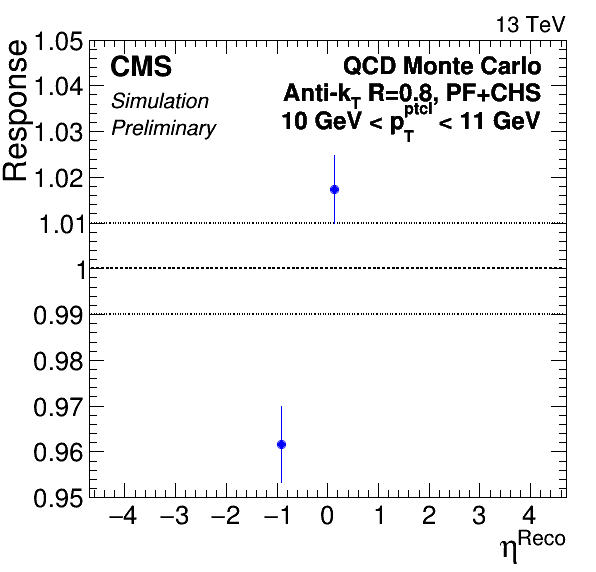 13 TeV
Response
CMS
Simulation
Preliminary
QCD Monte Carlo
Anti-k_T R=0.8, PF+CHS
10 GeV < p_T^ptcl < 11 GeV
1.05
1.04
1.03
1.02
1.01
1
0.99
0.98
0.97
0.96
0.95
−4 −3 −2 −1 0 1 2 3 4
η^Reco